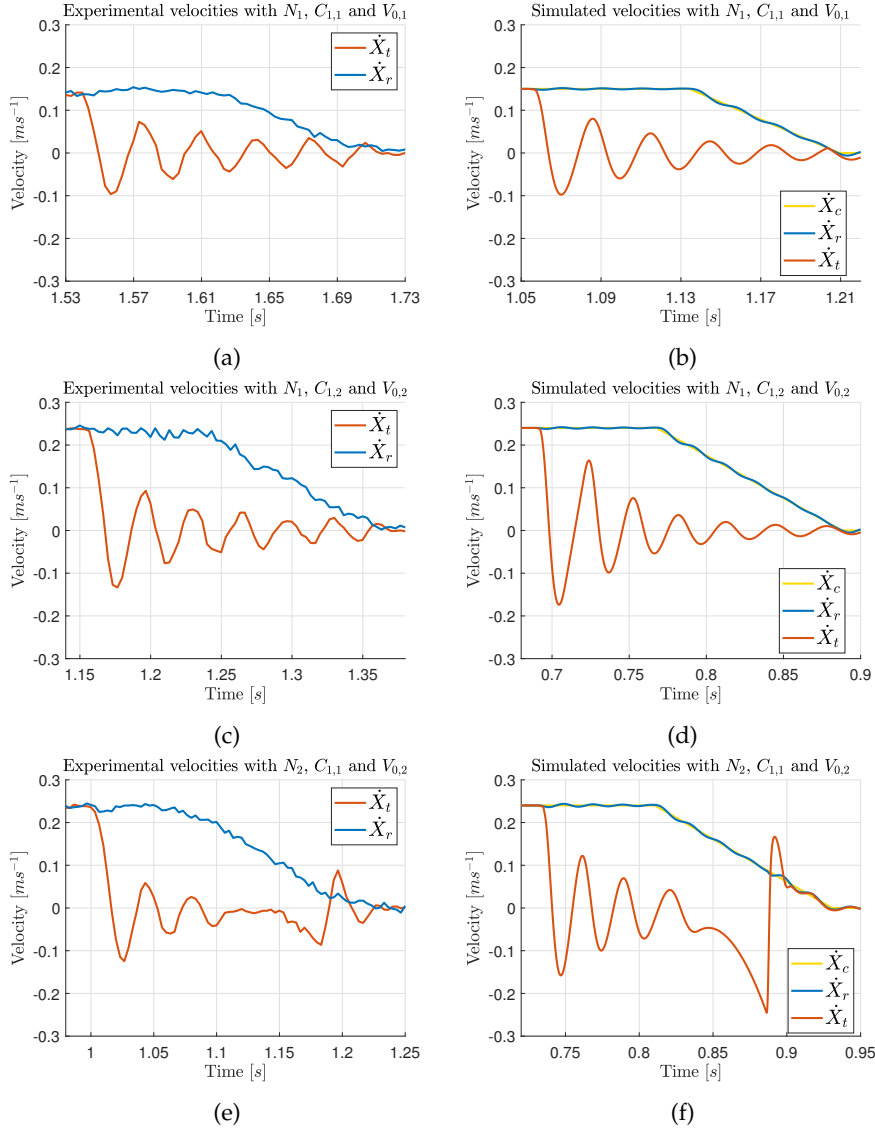 Experimental velocities with N₁, C₁,₁ and V₀,₁
Velocity [ms⁻¹]
0.3
0.2
0.1
0
-0.1
-0.2
-0.3
Ẋₜ
Ẋᵣ
1.53 1.57 1.61 1.65 1.69 1.73
Time [s]
(a)
Simulated velocities with N₁, C₁,₁ and V₀,₁
Velocity [ms⁻¹]
0.3
0.2
0.1
0
-0.1
-0.2
-0.3
Ẋ_c
Ẋᵣ
Ẋₜ
1.05 1.09 1.13 1.17 1.21
Time [s]
(b)
Experimental velocities with N₁, C₁,₂ and V₀,₂
Velocity [ms⁻¹]
0.3
0.2
0.1
0
-0.1
-0.2
-0.3
Ẋₜ
Ẋᵣ
1.15 1.2 1.25 1.3 1.35
Time [s]
(c)
Simulated velocities with N₁, C₁,₂ and V₀,₂
Velocity [ms⁻¹]
0.3
0.2
0.1
0
-0.1
-0.2
-0.3
Ẋ_c
Ẋᵣ
Ẋₜ
0.7 0.75 0.8 0.85 0.9
Time [s]
(d)
Experimental velocities with N₂, C₁,₁ and V₀,₂
Velocity [ms⁻¹]
0.3
0.2
0.1
0
-0.1
-0.2
-0.3
Ẋₜ
Ẋᵣ
1 1.05 1.1 1.15 1.2 1.25
Time [s]
(e)
Simulated velocities with N₂, C₁,₁ and V₀,₂
Velocity [ms⁻¹]
0.3
0.2
0.1
0
-0.1
-0.2
-0.3
Ẋ_c
Ẋᵣ
Ẋₜ
0.75 0.8 0.85 0.9 0.95
Time [s]
(f)